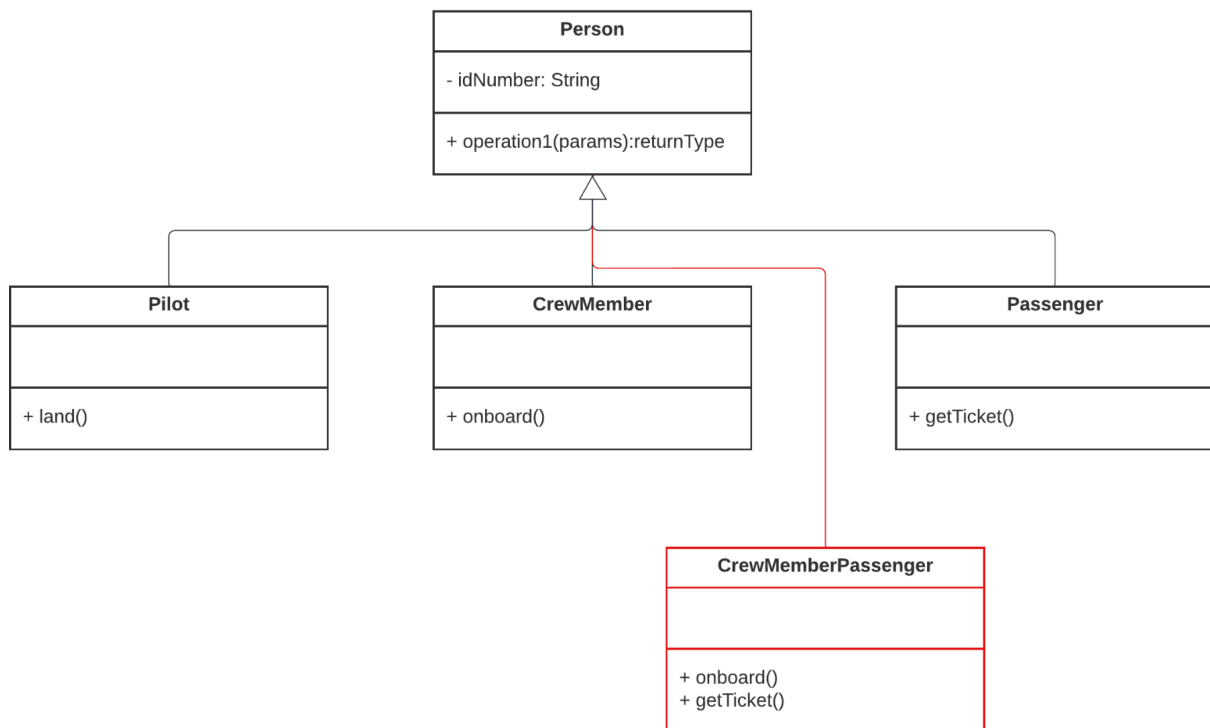 Person
- idNumber: String
+ operation1(params):returnType
Pilot
+ land()
CrewMember
+ onboard()
Passenger
+ getTicket()
CrewMemberPassenger
+ onboard()
+ getTicket()